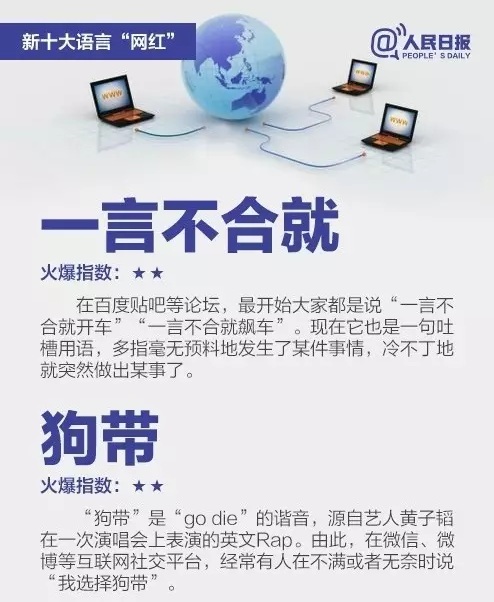 新十大语言“网红”
@人民日报
PEOPLE'S DAILY
www
www
www
一言不合就
火爆指数：★★
在百度贴吧等论坛，最开始大家都是说“一言不
合就开车”“一言不合就飙车”。现在它也是一句吐
槽用语，多指毫无预料地发生了某件事情，冷不丁地
就突然做出某事了。
狗带
火爆指数：★★
“狗带”是“go die”的谐音，源自艺人黄子韬
在一次演唱会上表演的英文Rap。由此，在微信、微
博等互联网社交平台，经常有人在不满或者无奈时说
“我选择狗带”。